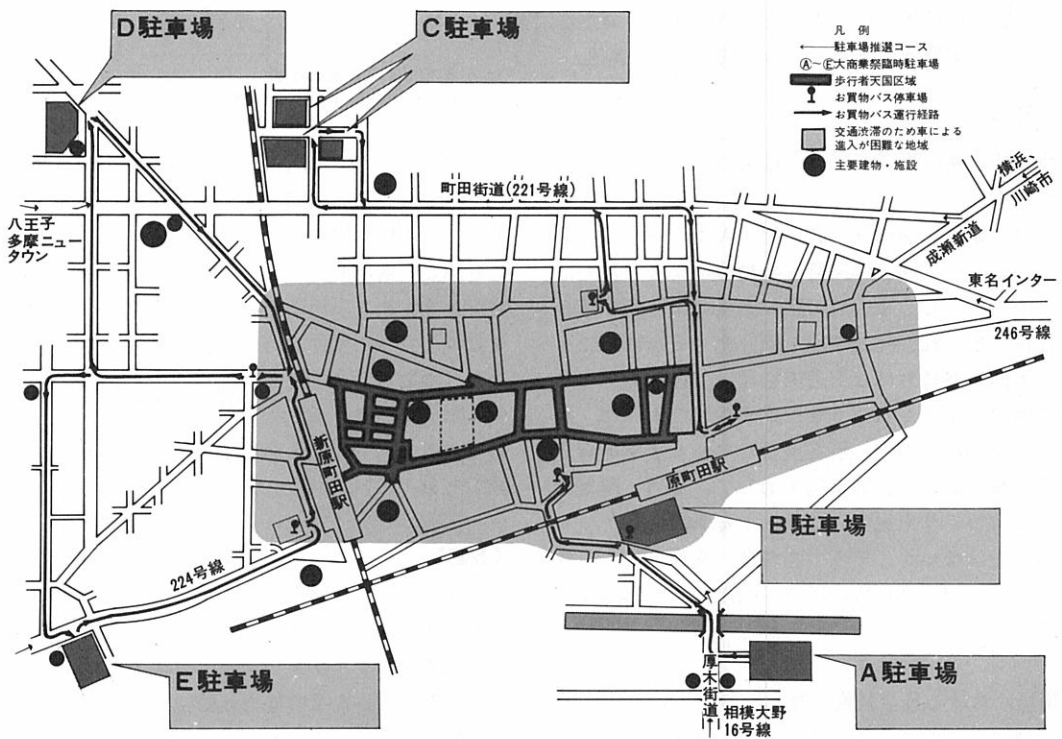 D駐車場
C駐車場
凡例
駐車場推選コース
Ⓐ〜Ⓔ大商業祭臨時駐車場
歩行者天国区域
お買物バス停車場
お買物バス運行経路
交通渋滞のため車による
進入が困難な地域
主要建物・施設
町田街道(221号線)
横浜、
川崎市
成瀬新道
八王子
多摩ニュー
タウン
東名インター
246号線
新原町田駅
原町田駅
B駐車場
224号線
E駐車場
厚木街道
A駐車場
相模大野
16号線